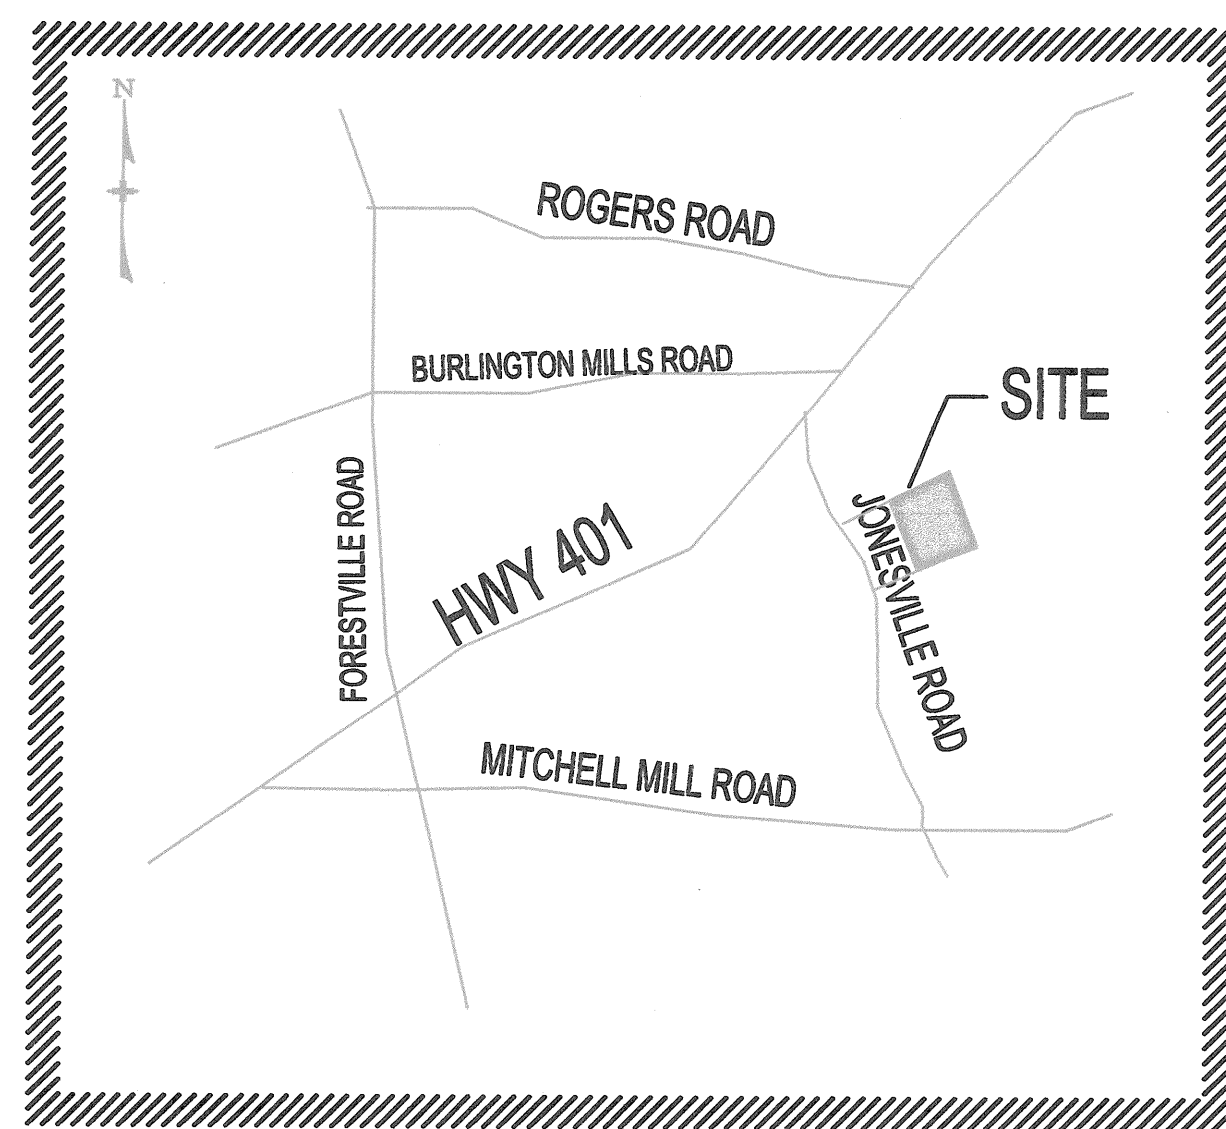 N
ROGERS ROAD
BURLINGTON MILLS ROAD
SITE
FORESTVILLE ROAD
HWY 401
JONESVILLE ROAD
MITCHELL MILL ROAD